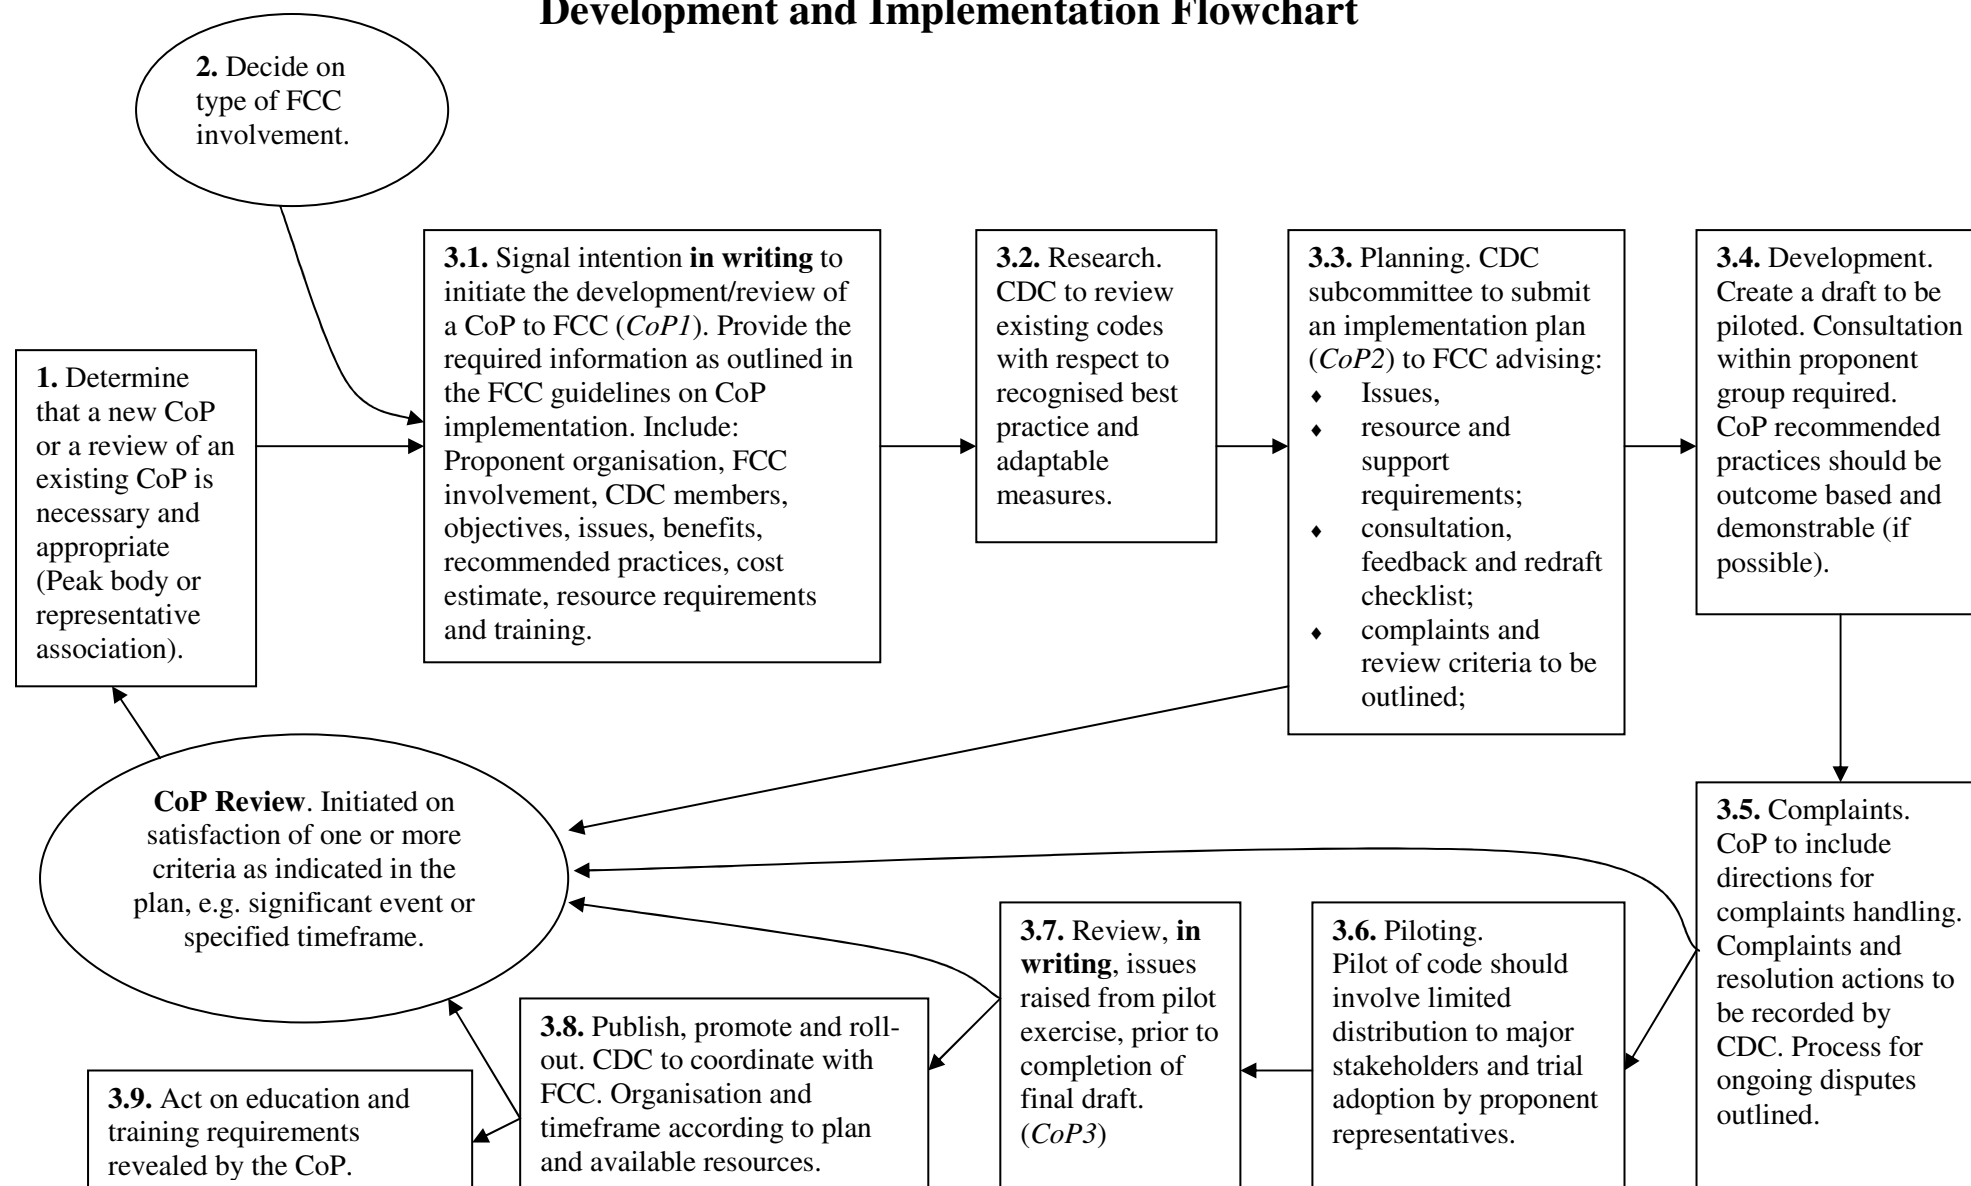 Development and Implementation Flowchart
2. Decide on
type of FCC
involvement.
1. Determine
that a new CoP
or a review of an
existing CoP is
necessary and
appropriate
(Peak body or
representative
association).
3.1. Signal intention in writing to
initiate the development/review of
a CoP to FCC (CoP1). Provide the
required information as outlined in
the FCC guidelines on CoP
implementation. Include:
Proponent organisation, FCC
involvement, CDC members,
objectives, issues, benefits,
recommended practices, cost
estimate, resource requirements
and training.
3.2. Research.
CDC to review
existing codes
with respect to
recognised best
practice and
adaptable
measures.
3.3. Planning. CDC
subcommittee to submit
an implementation plan
(CoP2) to FCC advising:
♦ Issues,
♦ resource and
support
requirements;
♦ consultation,
feedback and redraft
checklist;
♦ complaints and
review criteria to be
outlined;
3.4. Development.
Create a draft to be
piloted. Consultation
within proponent
group required.
CoP recommended
practices should be
outcome based and
demonstrable (if
possible).
3.5. Complaints.
CoP to include
directions for
complaints handling.
Complaints and
resolution actions to
be recorded by
CDC. Process for
ongoing disputes
outlined.
3.6. Piloting.
Pilot of code should
involve limited
distribution to major
stakeholders and trial
adoption by proponent
representatives.
3.7. Review, in
writing, issues
raised from pilot
exercise, prior to
completion of
final draft.
(CoP3)
3.8. Publish, promote and roll-
out. CDC to coordinate with
FCC. Organisation and
timeframe according to plan
and available resources.
3.9. Act on education and
training requirements
revealed by the CoP.
CoP Review. Initiated on
satisfaction of one or more
criteria as indicated in the
plan, e.g. significant event or
specified timeframe.